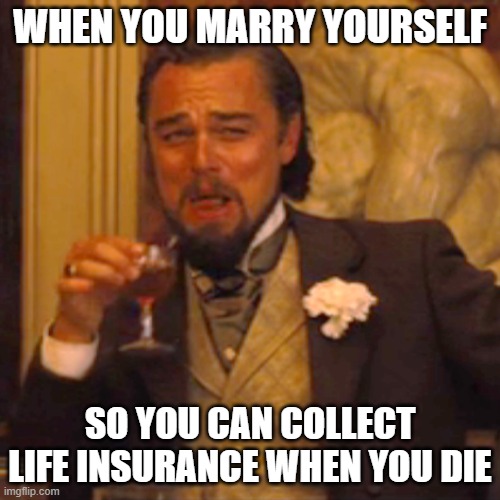 WHEN YOU MARRY YOURSELF
SO YOU CAN COLLECT
LIFE INSURANCE WHEN YOU DIE
imgflip.com